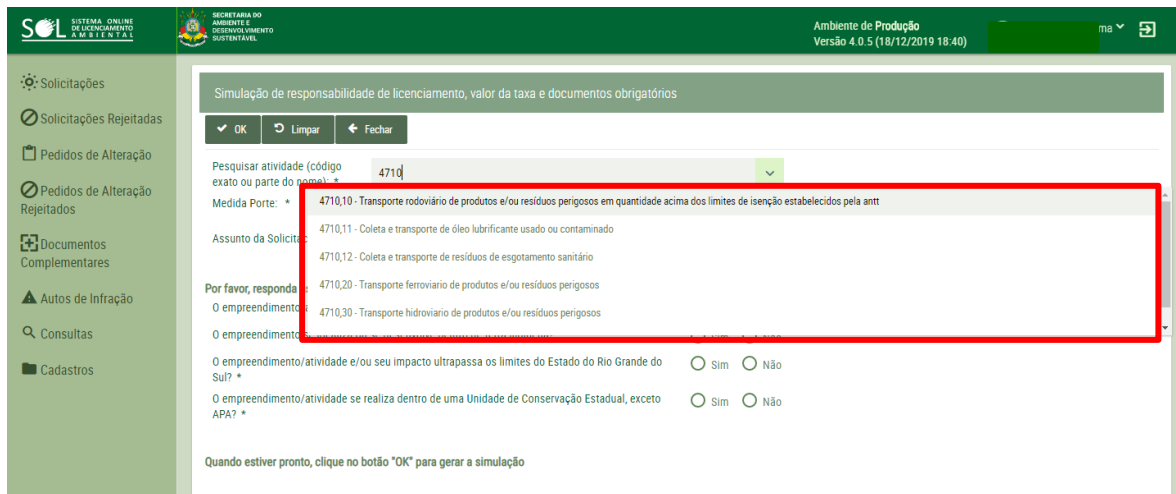 SOL SISTEMA ONLINE
DE LICENCIAMENTO
AMBIENTAL
SECRETARIA DO
AMBIENTE E
DESENVOLVIMENTO
SUSTENTÁVEL
Ambiente de Produção
Versão 4.0.5 (18/12/2019 18:40)
ma
Solicitações
Solicitações Rejeitadas
Pedidos de Alteração
Pedidos de Alteração
Rejeitados
Documentos
Complementares
Autos de Infração
Consultas
Cadastros
Simulação de responsabilidade de licenciamento, valor da taxa e documentos obrigatórios
OK Limpar Fechar
Pesquisar atividade (código
exato ou parte do nome): *
4710
Medida Porte: *
4710,10 - Transporte rodoviário de produtos e/ou resíduos perigosos em quantidade acima dos limites de isenção estabelecidos pela antt
4710,11 - Coleta e transporte de óleo lubrificante usado ou contaminado
Assunto da Solicita
4710,12 - Coleta e transporte de resíduos de esgotamento sanitário
4710,20 - Transporte ferroviario de produtos e/ou resíduos perigosos
4710,30 - Transporte hidroviario de produtos e/ou resíduos perigosos
Por favor, responda
O empreendimento
O empreendimento
O empreendimento/atividade e/ou seu impacto ultrapassa os limites do Estado do Rio Grande do
Sul? *
Sim Não
O empreendimento/atividade se realiza dentro de uma Unidade de Conservação Estadual, exceto
APA? *
Sim Não
Quando estiver pronto, clique no botão "OK" para gerar a simulação